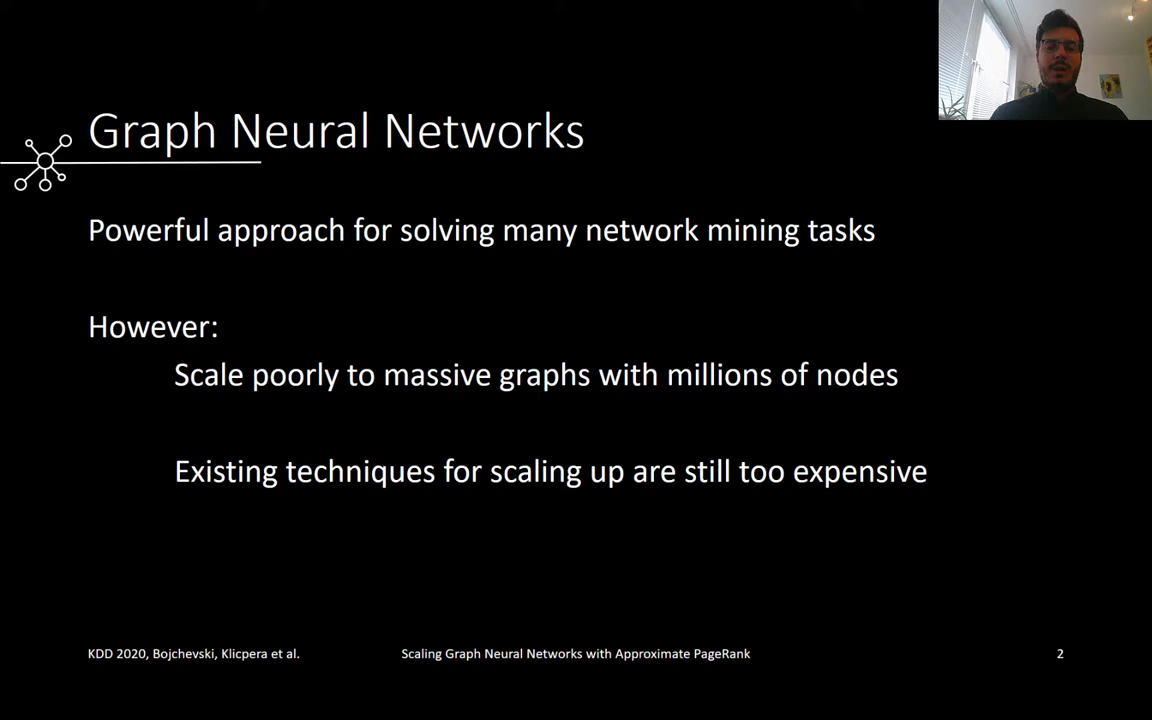 Graph Neural Networks
Powerful approach for solving many network mining tasks
However:
Scale poorly to massive graphs with millions of nodes
Existing techniques for scaling up are still too expensive
KDD 2020, Bojchevski, Klicpera et al.
Scaling Graph Neural Networks with Approximate PageRank
2